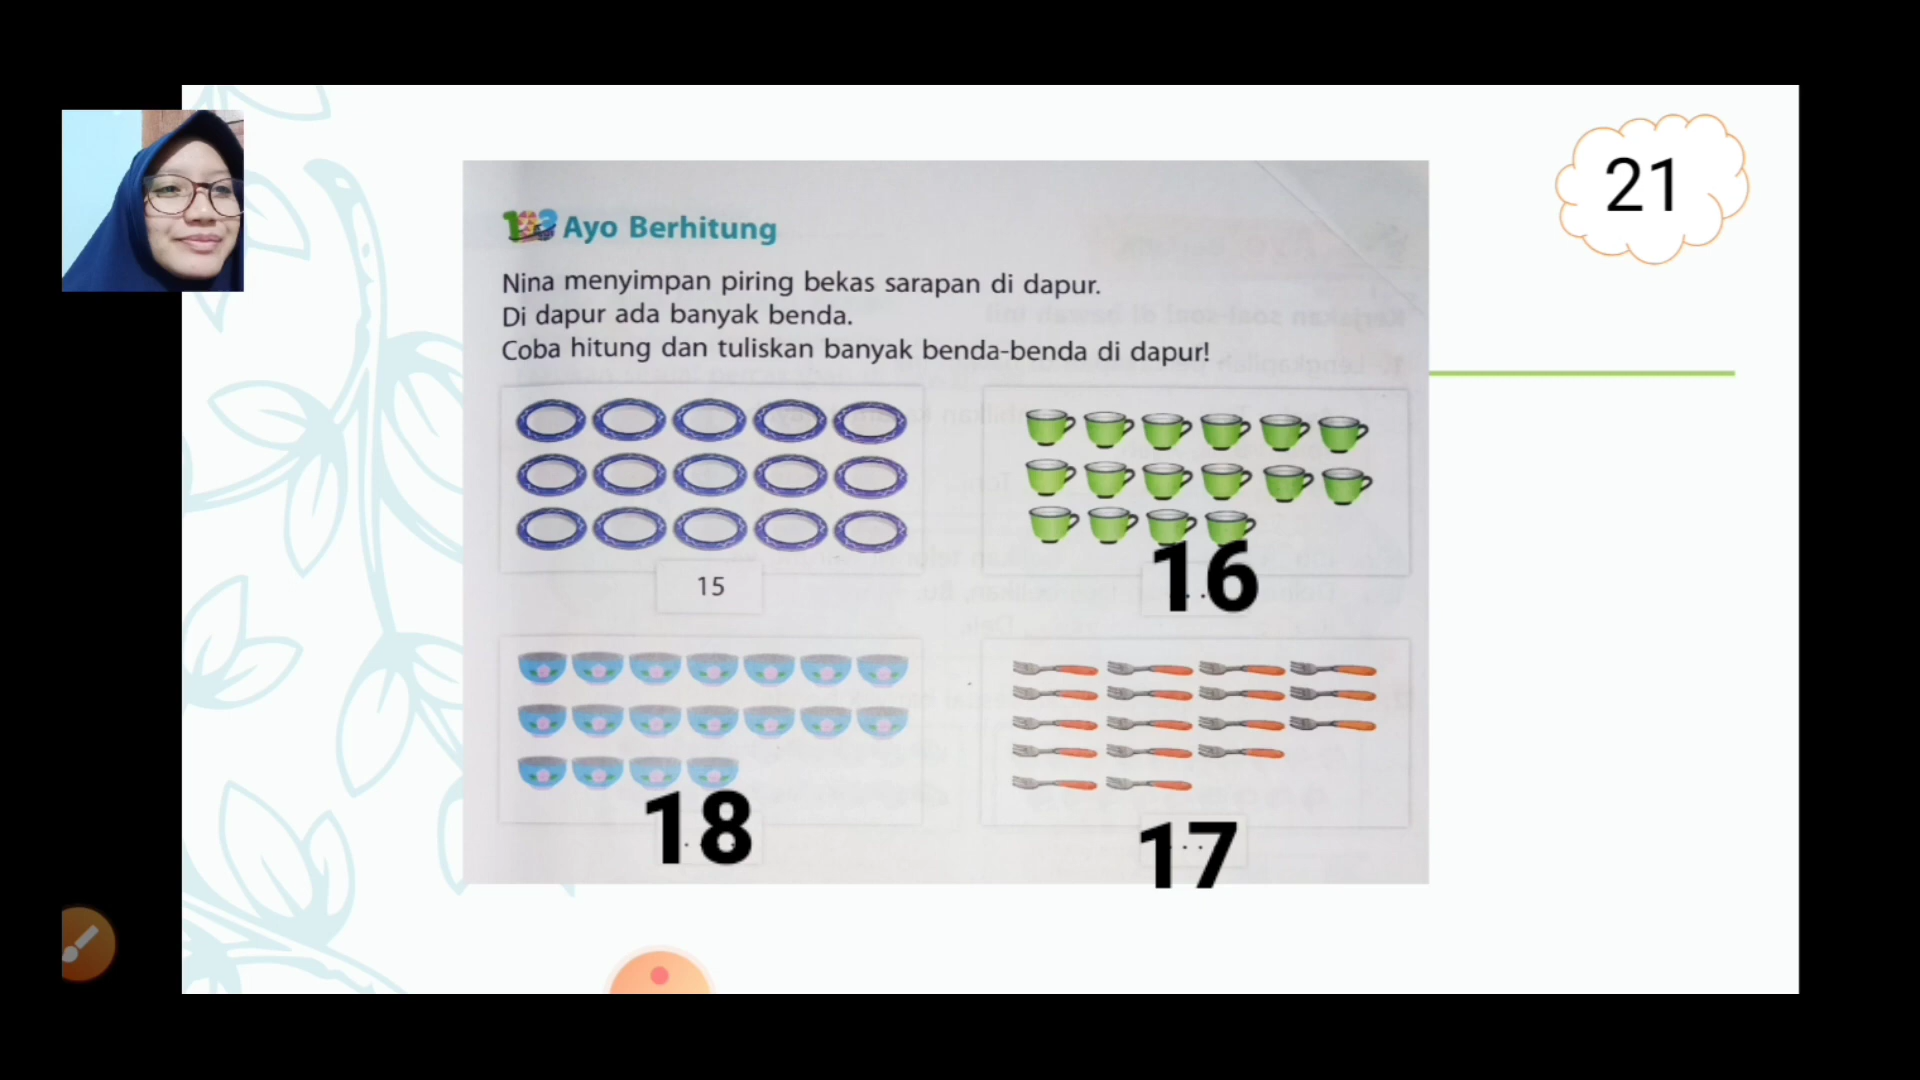 21
123 Ayo Berhitung
Nina menyimpan piring bekas sarapan di dapur.
Di dapur ada banyak benda.
Coba hitung dan tuliskan banyak benda-benda di dapur!
15
16
18
17